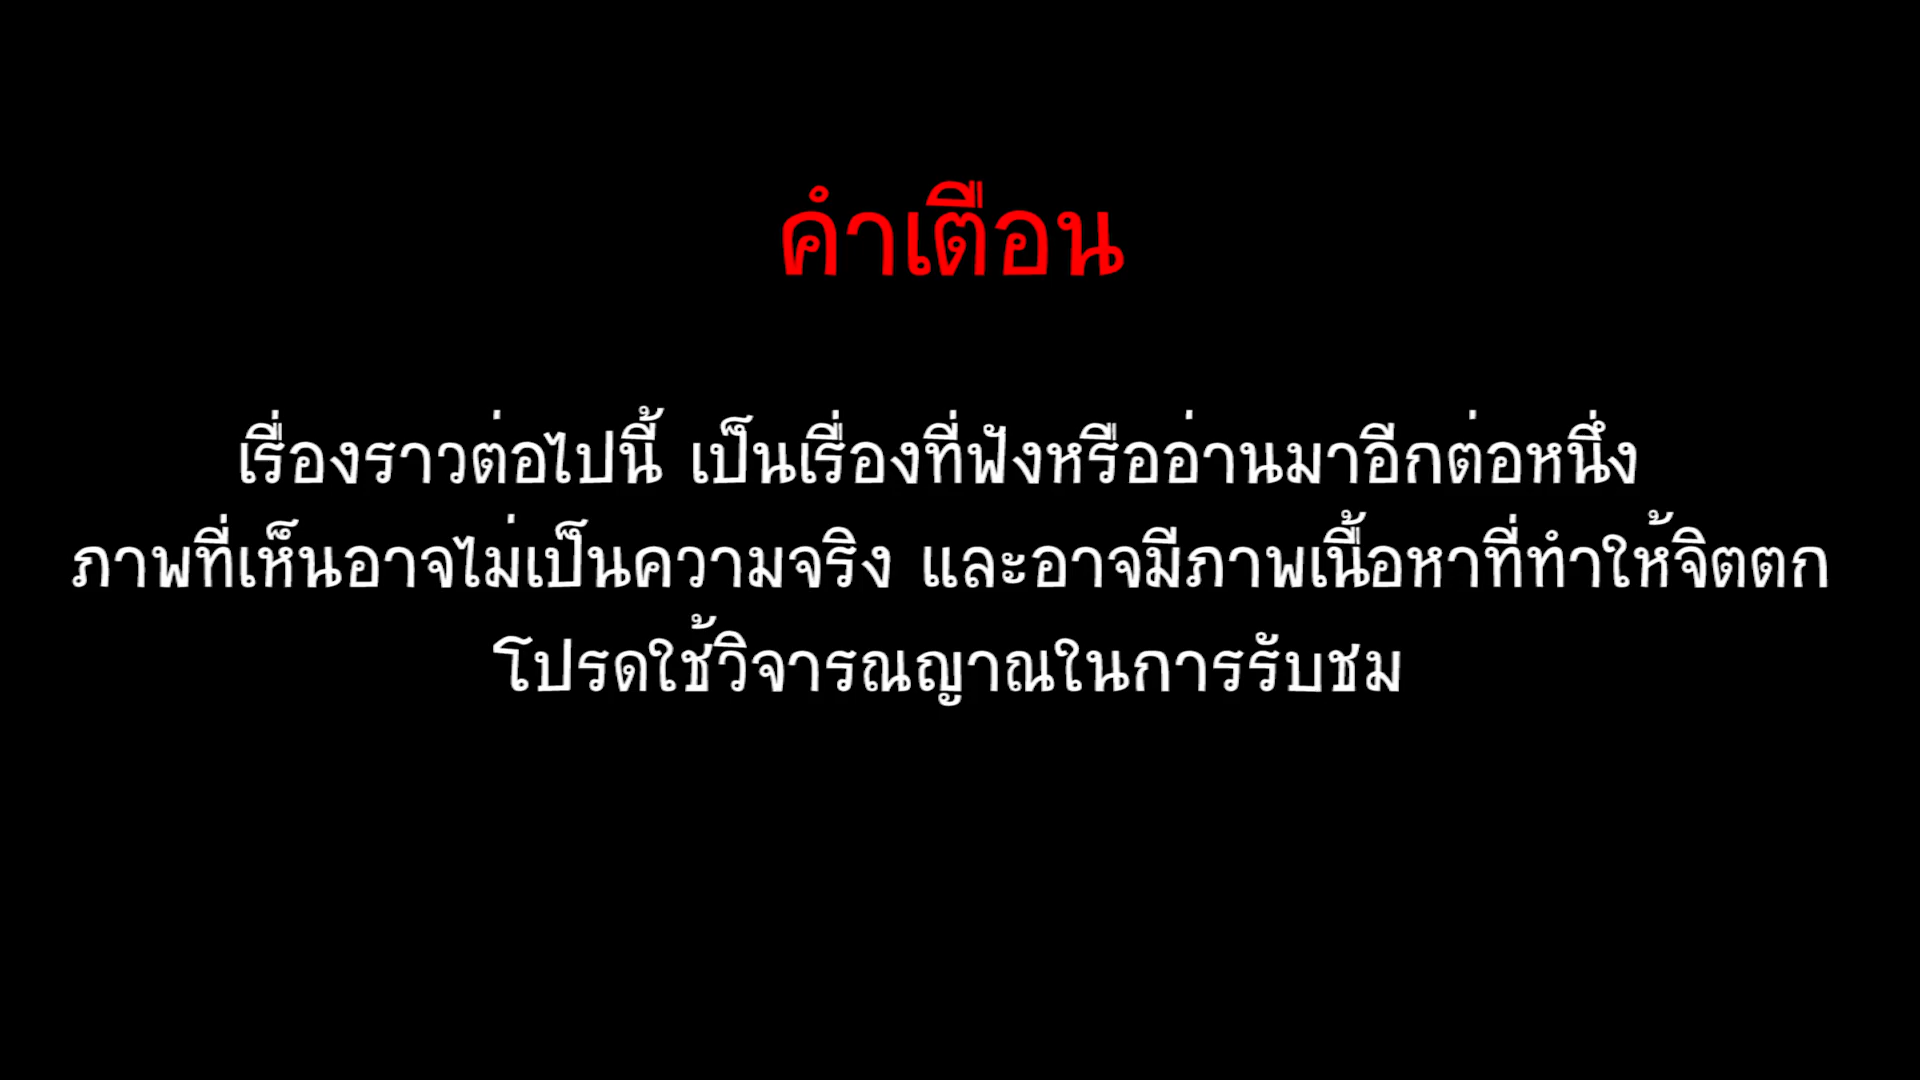 คำเตือน
เรื่องราวต่อไปนี้ เป็นเรื่องที่ฟังหรืออ่านมาอีกต่อหนึ่ง
ภาพที่เห็นอาจไม่เป็นความจริง และอาจมีภาพเนื้อหาที่ทำให้จิตตก
โปรดใช้วิจารณญาณในการรับชม